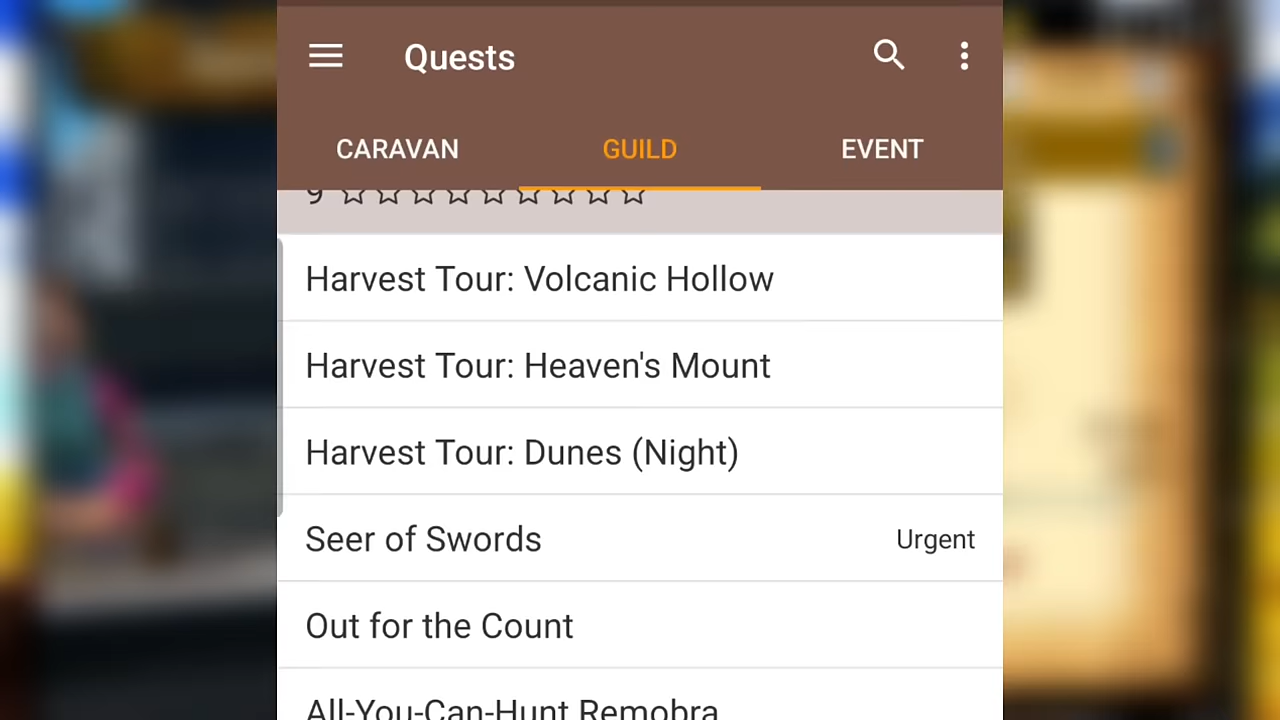 Quests
CARAVAN GUILD EVENT
9 ☆☆☆☆☆☆☆☆☆
Harvest Tour: Volcanic Hollow
Harvest Tour: Heaven's Mount
Harvest Tour: Dunes (Night)
Seer of Swords Urgent
Out for the Count
All-You-Can-Hunt Remobra